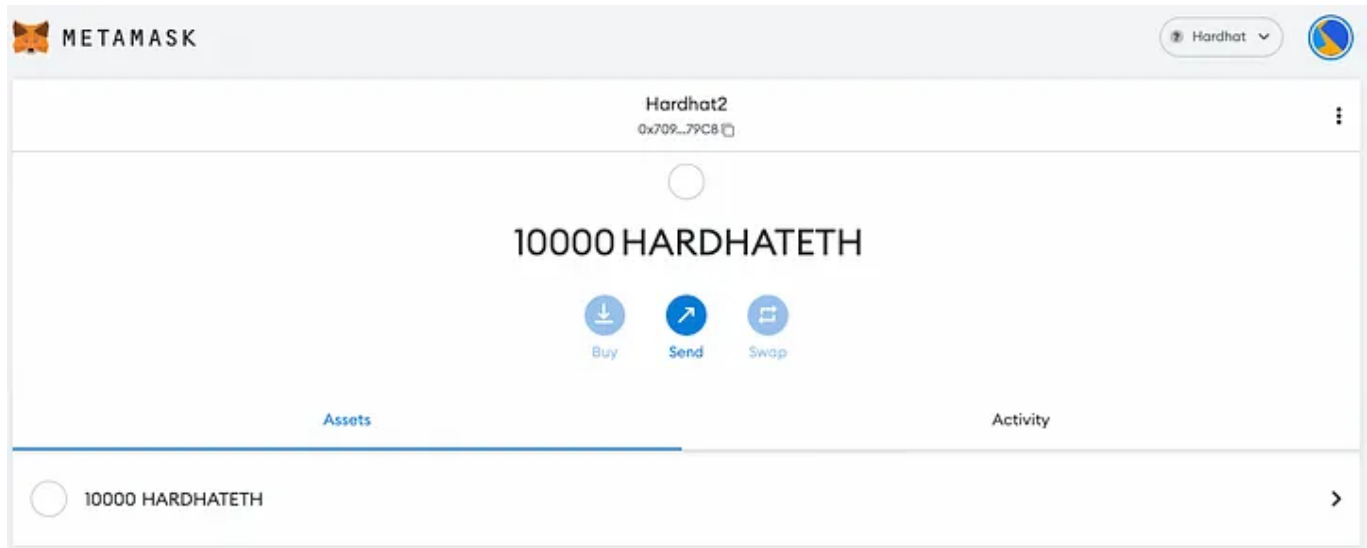 METAMASK
Hardhat
Hardhat2
0x709...79C8
10000 HARDHATETH
Buy
Send
Swap
Assets
Activity
10000 HARDHATETH